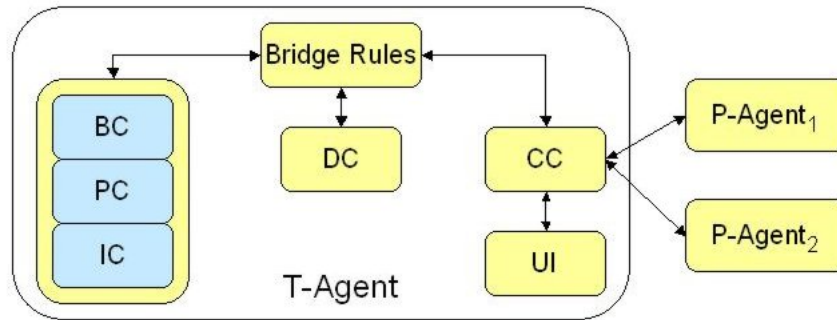 Bridge Rules
BC
PC
IC
DC
CC
UI
T-Agent
P-Agent₁
P-Agent₂